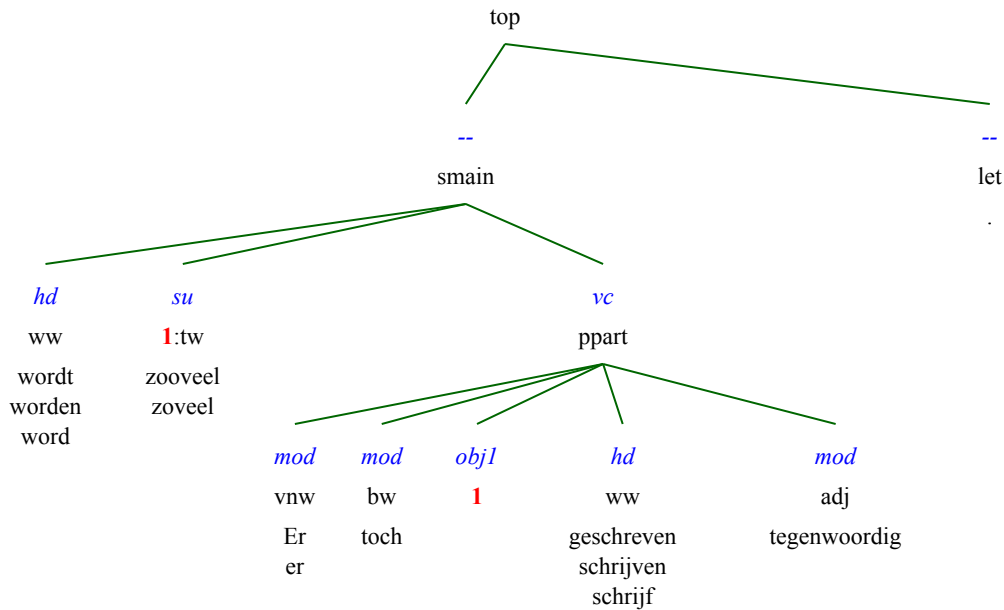 top
-- --
smain let
.
hd su vc
ww 1:tw ppart
wordt zooveel
worden zoveel
word
mod mod obj1 hd mod
vnw bw 1 ww adj
Er toch geschreven tegenwoordig
er schrijven
schrijf